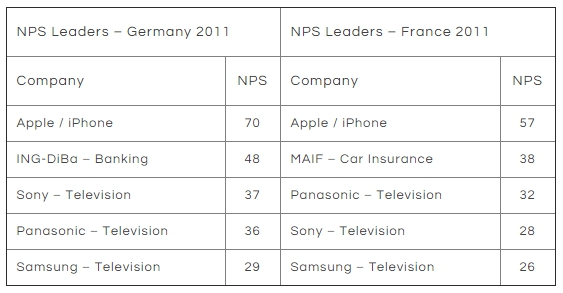 NPS Leaders – Germany 2011 NPS Leaders – France 2011
Company NPS Company NPS
Apple / iPhone 70 Apple / iPhone 57
ING-DiBa – Banking 48 MAIF – Car Insurance 38
Sony – Television 37 Panasonic – Television 32
Panasonic – Television 36 Sony – Television 28
Samsung – Television 29 Samsung – Television 26